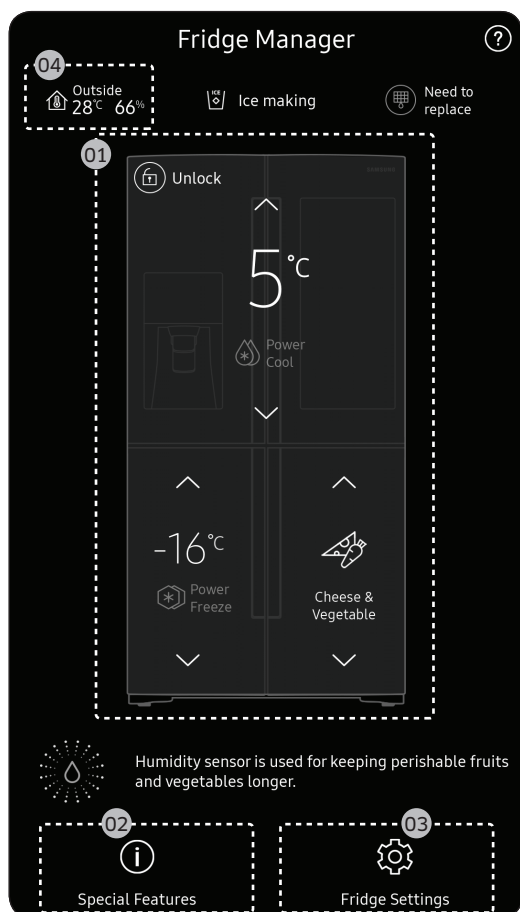 Fridge Manager
?
04
Outside
28°C 66%
ICE
Ice making
Need to
replace
01
Unlock
SAMSUNG
5°C
Power
Cool
-16°C
Power
Freeze
Cheese &
Vegetable
Humidity sensor is used for keeping perishable fruits
and vegetables longer.
02
i
Special Features
03
Fridge Settings